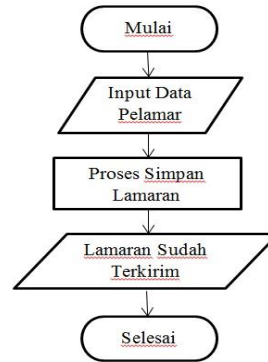 Mulai
Input Data
Pelamar
Proses Simpan
Lamaran
Lamaran Sudah
Terkirim
Selesai